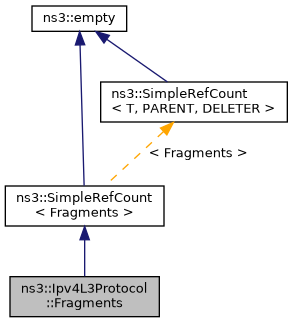 ns3::empty
ns3::SimpleRefCount
< T, PARENT, DELETER >
< Fragments >
ns3::SimpleRefCount
< Fragments >
ns3::Ipv4L3Protocol
::Fragments